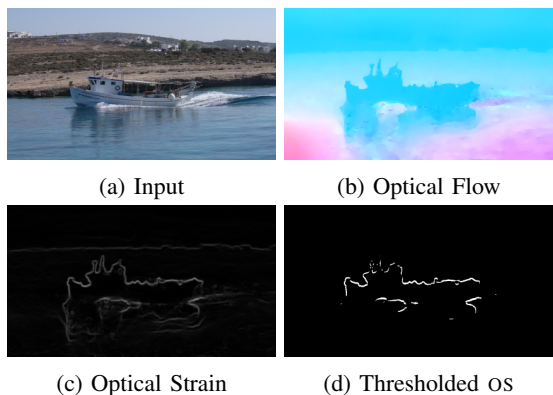 (a) Input
(b) Optical Flow
(c) Optical Strain
(d) Thresholded OS